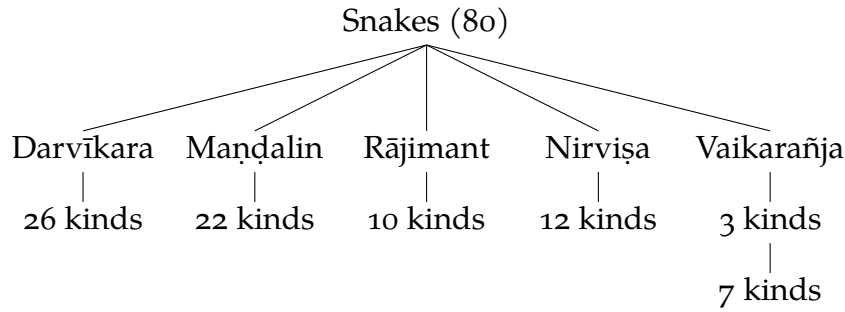 Snakes (80)
Darvīkara Maṇḍalin Rājimant Nirviṣa Vaikarañja
26 kinds 22 kinds 10 kinds 12 kinds 3 kinds
7 kinds